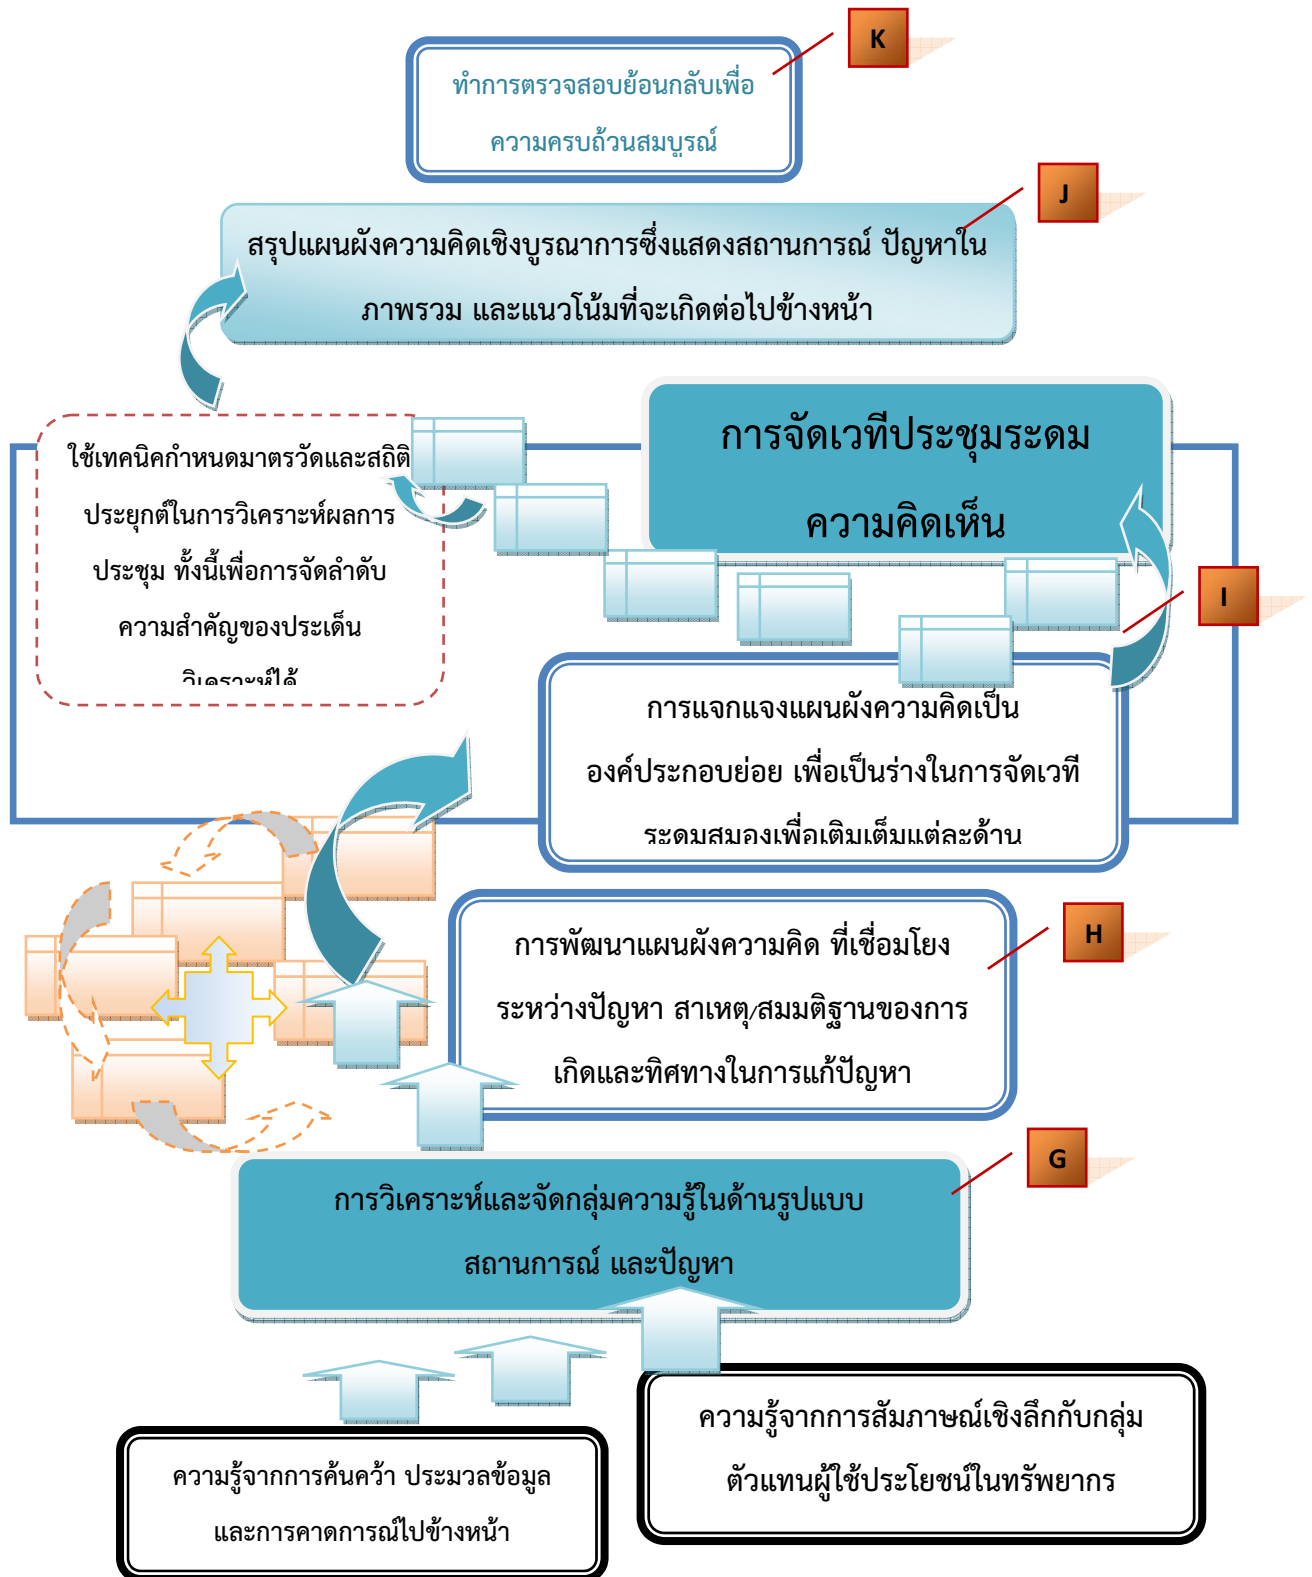 K
ทำการตรวจสอบย้อนกลับเพื่อ
ความครบถ้วนสมบูรณ์
J
สรุปแผนผังความคิดเชิงบูรณาการซึ่งแสดงสถานการณ์ ปัญหาใน
ภาพรวม และแนวโน้มที่จะเกิดต่อไปข้างหน้า
การจัดเวทีประชุมระดม
ความคิดเห็น
ใช้เทคนิคกำหนดมาตรวัดและสถิติ
ประยุกต์ในการวิเคราะห์ผลการ
ประชุม ทั้งนี้เพื่อการจัดลำดับ
ความสำคัญของประเด็น
วิเคราะห์ได้
I
การแจกแจงแผนผังความคิดเป็น
องค์ประกอบย่อย เพื่อเป็นร่างในการจัดเวที
ระดมสมองเพื่อเติมเต็มแต่ละด้าน
H
การพัฒนาแผนผังความคิด ที่เชื่อมโยง
ระหว่างปัญหา สาเหตุ/สมมติฐานของการ
เกิดและทิศทางในการแก้ปัญหา
G
การวิเคราะห์และจัดกลุ่มความรู้ในด้านรูปแบบ
สถานการณ์ และปัญหา
ความรู้จากการสัมภาษณ์เชิงลึกกับกลุ่ม
ตัวแทนผู้ใช้ประโยชน์ในทรัพยากร
ความรู้จากการค้นคว้า ประมวลข้อมูล
และการคาดการณ์ไปข้างหน้า